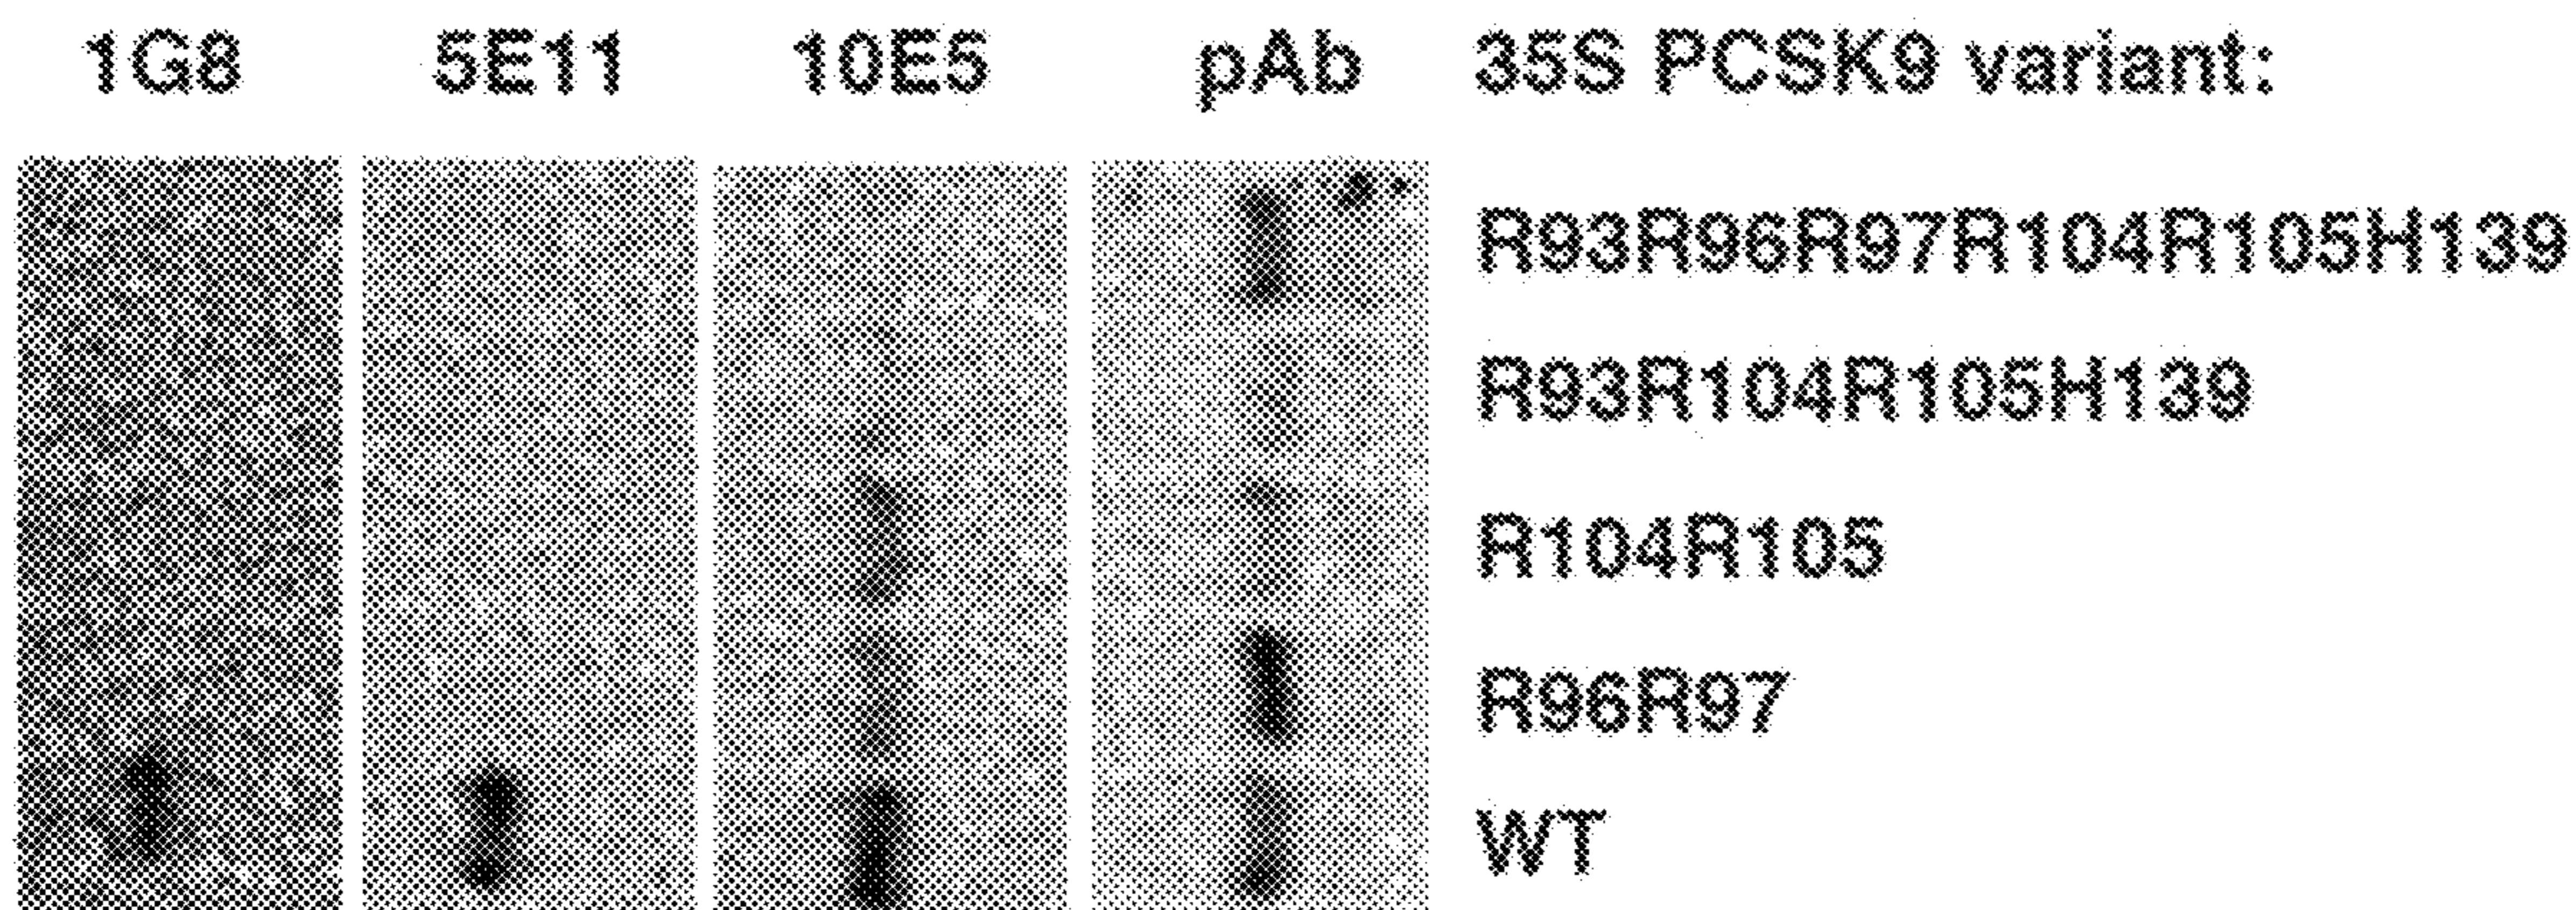 1G8 5E11 10E5 pAb 35S PCSK9 variant:
R93R96R97R104R105H139
R93R104R105H139
R104R105
R96R97
WT